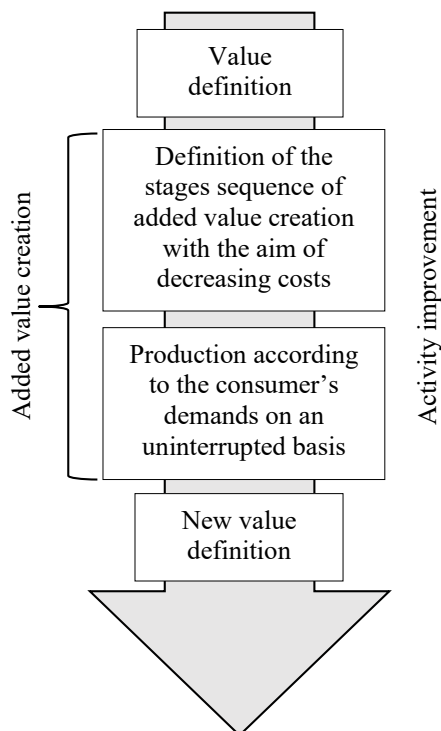 Value
definition
Added value creation
Definition of the
stages sequence of
added value creation
with the aim of
decreasing costs
Production according
to the consumer’s
demands on an
uninterrupted basis
Activity improvement
New value
definition